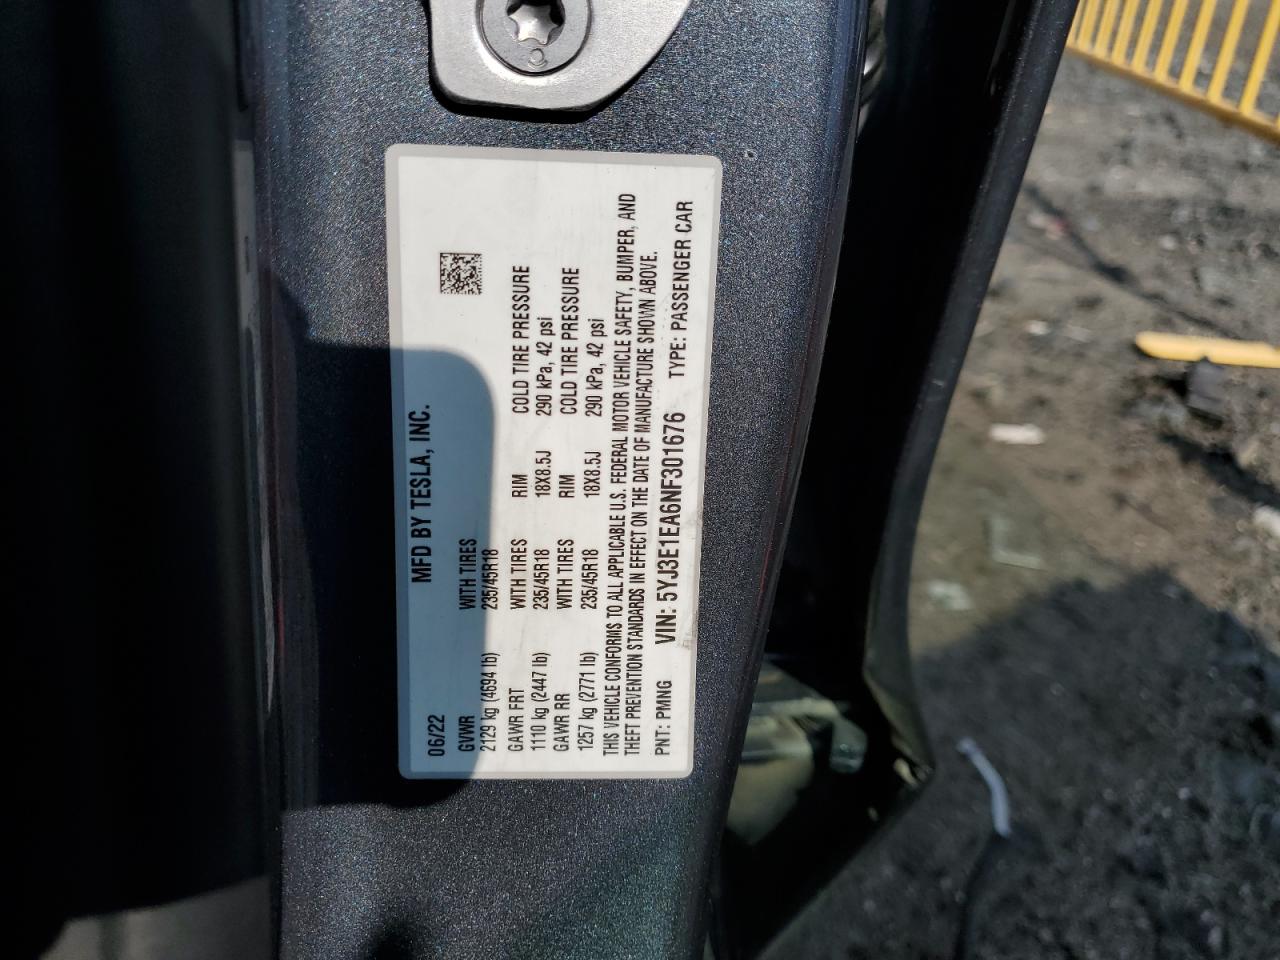 06/22 MFD BY TESLA, INC.
GVWR WITH TIRES
2129 kg (4694 lb) 235/45R18
GAWR FRT WITH TIRES RIM COLD TIRE PRESSURE
1110 kg (2447 lb) 235/45R18 18X8.5J 290 kPa, 42 psi
GAWR RR WITH TIRES RIM COLD TIRE PRESSURE
1257 kg (2771 lb) 235/45R18 18X8.5J 290 kPa, 42 psi
THIS VEHICLE CONFORMS TO ALL APPLICABLE U.S. FEDERAL MOTOR VEHICLE SAFETY, BUMPER, AND
THEFT PREVENTION STANDARDS IN EFFECT ON THE DATE OF MANUFACTURE SHOWN ABOVE.
PNT: PMNG VIN: 5YJ3E1EA6NF301676 TYPE: PASSENGER CAR